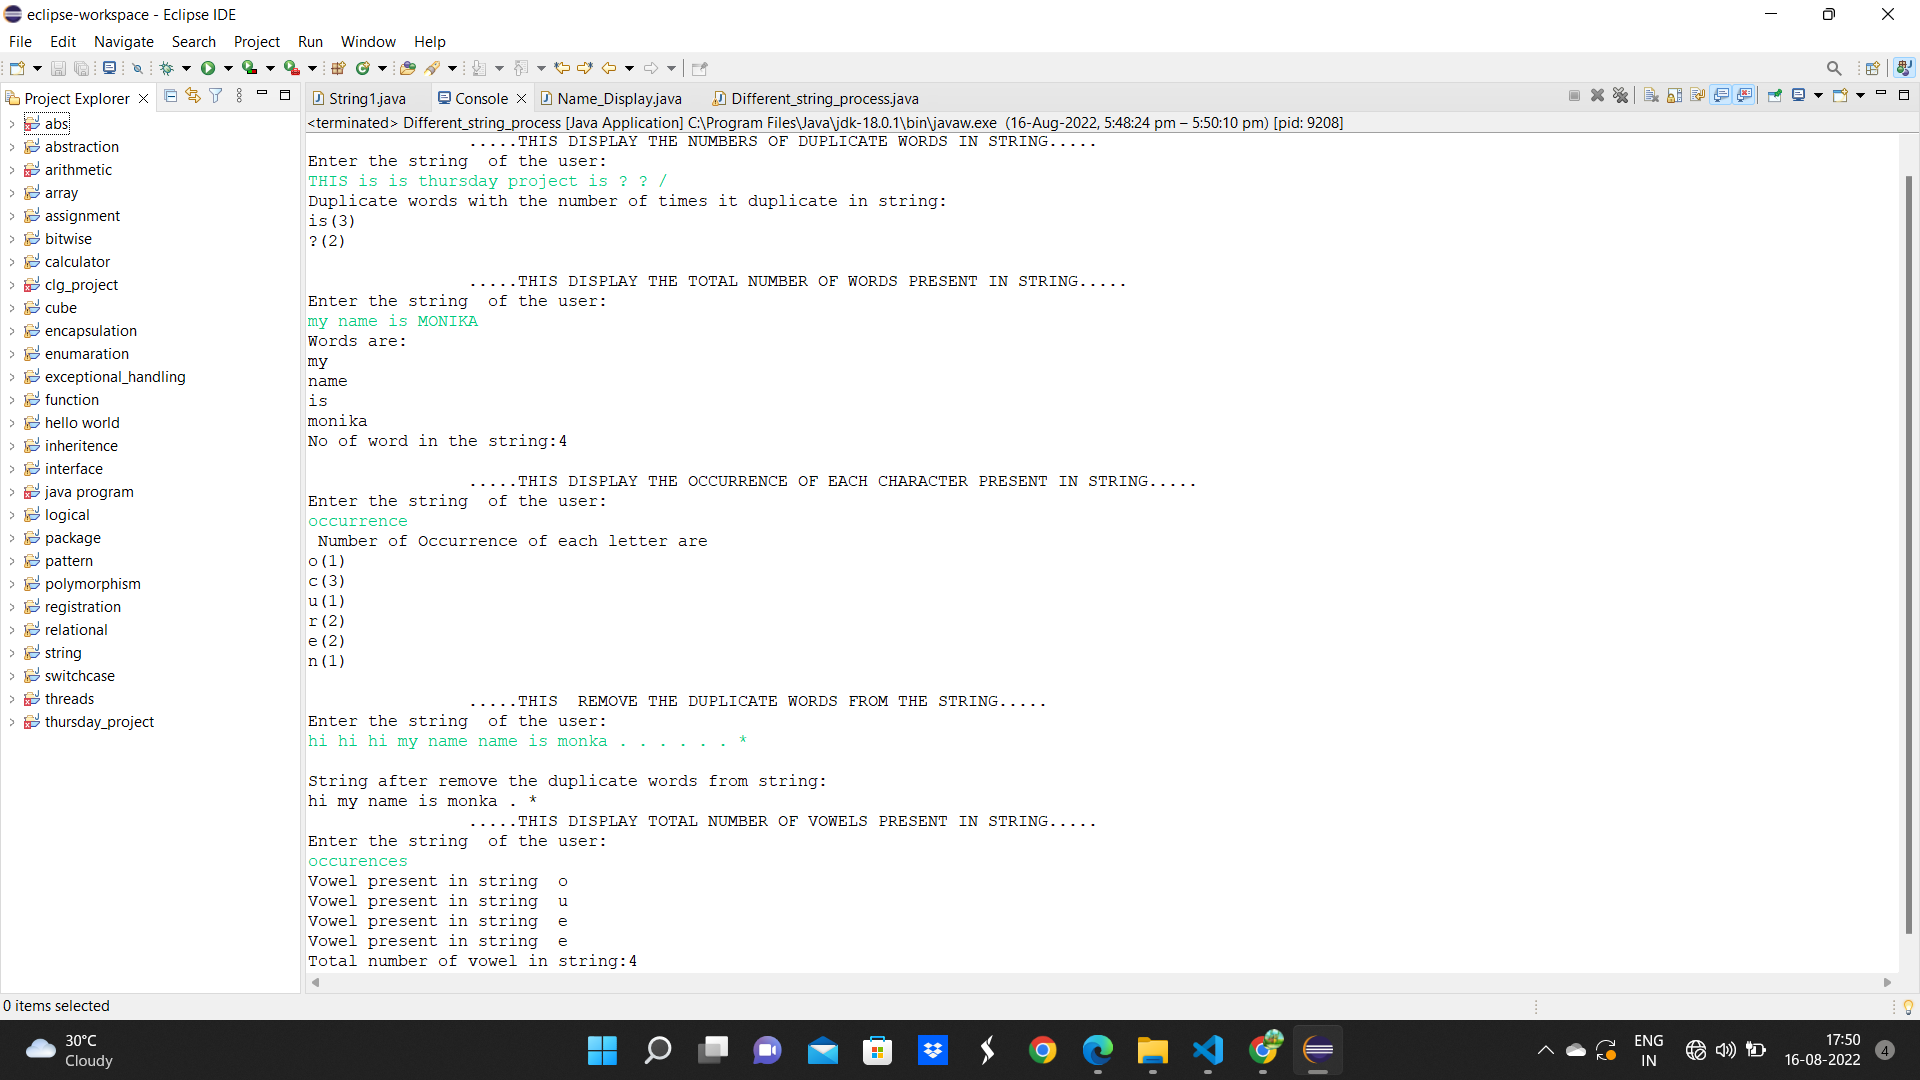 eclipse-workspace - Eclipse IDE
File Edit Navigate Search Project Run Window Help
Project Explorer
String1.java Console Name_Display.java Different_string_process.java
<terminated> Different_string_process [Java Application] C:\Program Files\Java\jdk-18.0.1\bin\javaw.exe (16-Aug-2022, 5:48:24 pm – 5:50:10 pm) [pid: 9208]
abs
abstraction
arithmetic
array
assignment
bitwise
calculator
clg_project
cube
encapsulation
enumaration
exceptional_handling
function
hello world
inheritence
interface
java program
logical
package
pattern
polymorphism
registration
relational
string
switchcase
threads
thursday_project
.....THIS DISPLAY THE NUMBERS OF DUPLICATE WORDS IN STRING.....
Enter the string  of the user:
THIS is is thursday project is ? ? /
Duplicate words with the number of times it duplicate in string:
is(3)
?(2)
.....THIS DISPLAY THE TOTAL NUMBER OF WORDS PRESENT IN STRING.....
Enter the string  of the user:
my name is MONIKA
Words are:
my
name
is
monika
No of word in the string:4
.....THIS DISPLAY THE OCCURRENCE OF EACH CHARACTER PRESENT IN STRING.....
Enter the string  of the user:
occurrence
Number of Occurrence of each letter are
o(1)
c(3)
u(1)
r(2)
e(2)
n(1)
.....THIS  REMOVE THE DUPLICATE WORDS FROM THE STRING.....
Enter the string  of the user:
hi hi hi my name name is monka . . . . . . *
String after remove the duplicate words from string:
hi my name is monka . *
.....THIS DISPLAY TOTAL NUMBER OF VOWELS PRESENT IN STRING.....
Enter the string  of the user:
occurences
Vowel present in string  o
Vowel present in string  u
Vowel present in string  e
Vowel present in string  e
Total number of vowel in string:4
0 items selected
30°C
Cloudy
ENG
IN
17:50
16-08-2022
4